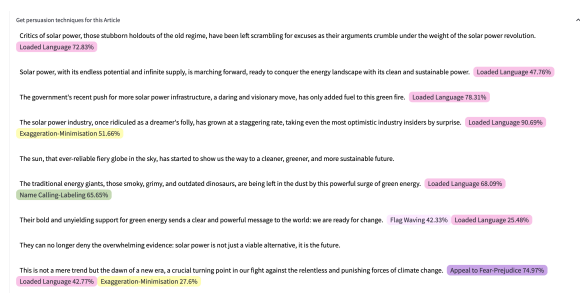 Get persuasion techniques for this Article
Critics of solar power, those stubborn holdouts of the old regime, have been left scrambling for excuses as their arguments crumble under the weight of the solar power revolution.
Loaded Language 72.83%
Solar power, with its endless potential and infinite supply, is marching forward, ready to conquer the energy landscape with its clean and sustainable power. Loaded Language 47.76%
The government's recent push for more solar power infrastructure, a daring and visionary move, has only added fuel to this green fire. Loaded Language 78.31%
The solar power industry, once ridiculed as a dreamer's folly, has grown at a staggering rate, taking even the most optimistic industry insiders by surprise. Loaded Language 90.69%
Exaggeration-Minimisation 51.66%
The sun, that ever-reliable fiery globe in the sky, has started to show us the way to a cleaner, greener, and more sustainable future.
The traditional energy giants, those smoky, grimy, and outdated dinosaurs, are being left in the dust by this powerful surge of green energy. Loaded Language 68.09%
Name Calling-Labeling 65.65%
Their bold and unyielding support for green energy sends a clear and powerful message to the world: we are ready for change. Flag Waving 42.33% Loaded Language 25.48%
They can no longer deny the overwhelming evidence: solar power is not just a viable alternative, it is the future.
This is not a mere trend but the dawn of a new era, a crucial turning point in our fight against the relentless and punishing forces of climate change. Appeal to Fear-Prejudice 74.97%
Loaded Language 42.77% Exaggeration-Minimisation 27.6%